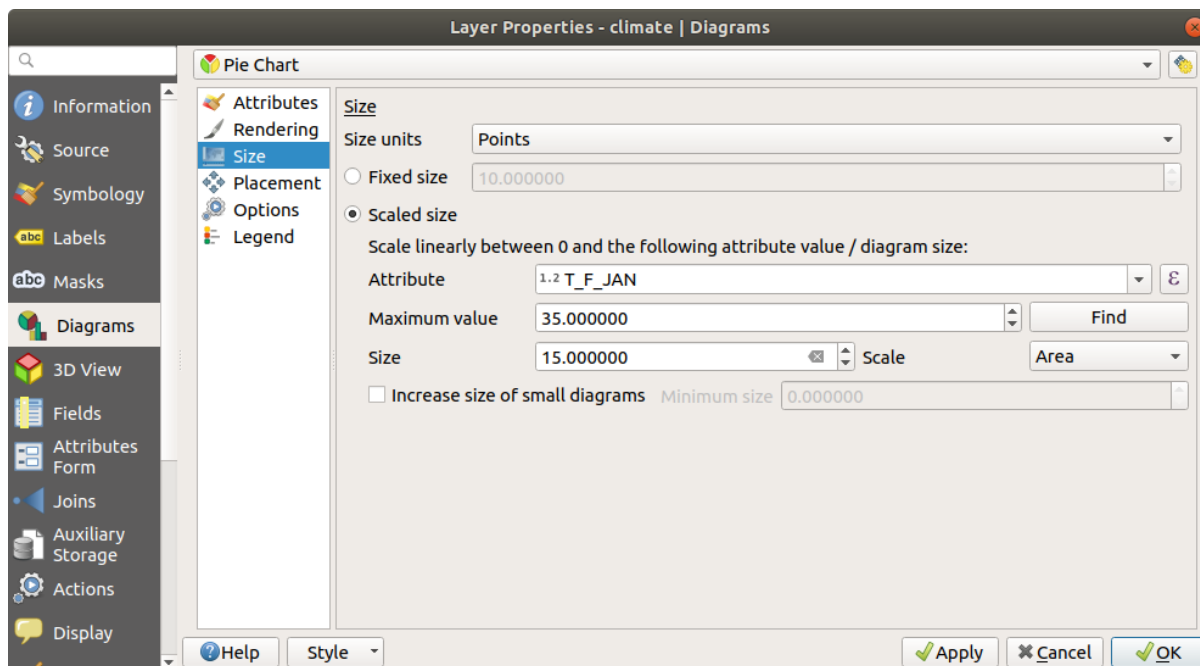 Layer Properties - climate | Diagrams
Pie Chart
Information
Source
Symbology
abc Labels
abc Masks
Diagrams
3D View
Fields
Attributes
Form
Joins
Auxiliary
Storage
Actions
Display
Attributes
Rendering
Size
Placement
Options
Legend
Size
Size units Points
Fixed size 10.000000
Scaled size
Scale linearly between 0 and the following attribute value / diagram size:
Attribute 1.2 T_F_JAN ε
Maximum value 35.000000 Find
Size 15.000000 Scale Area
Increase size of small diagrams Minimum size 0.000000
Help Style Apply Cancel OK